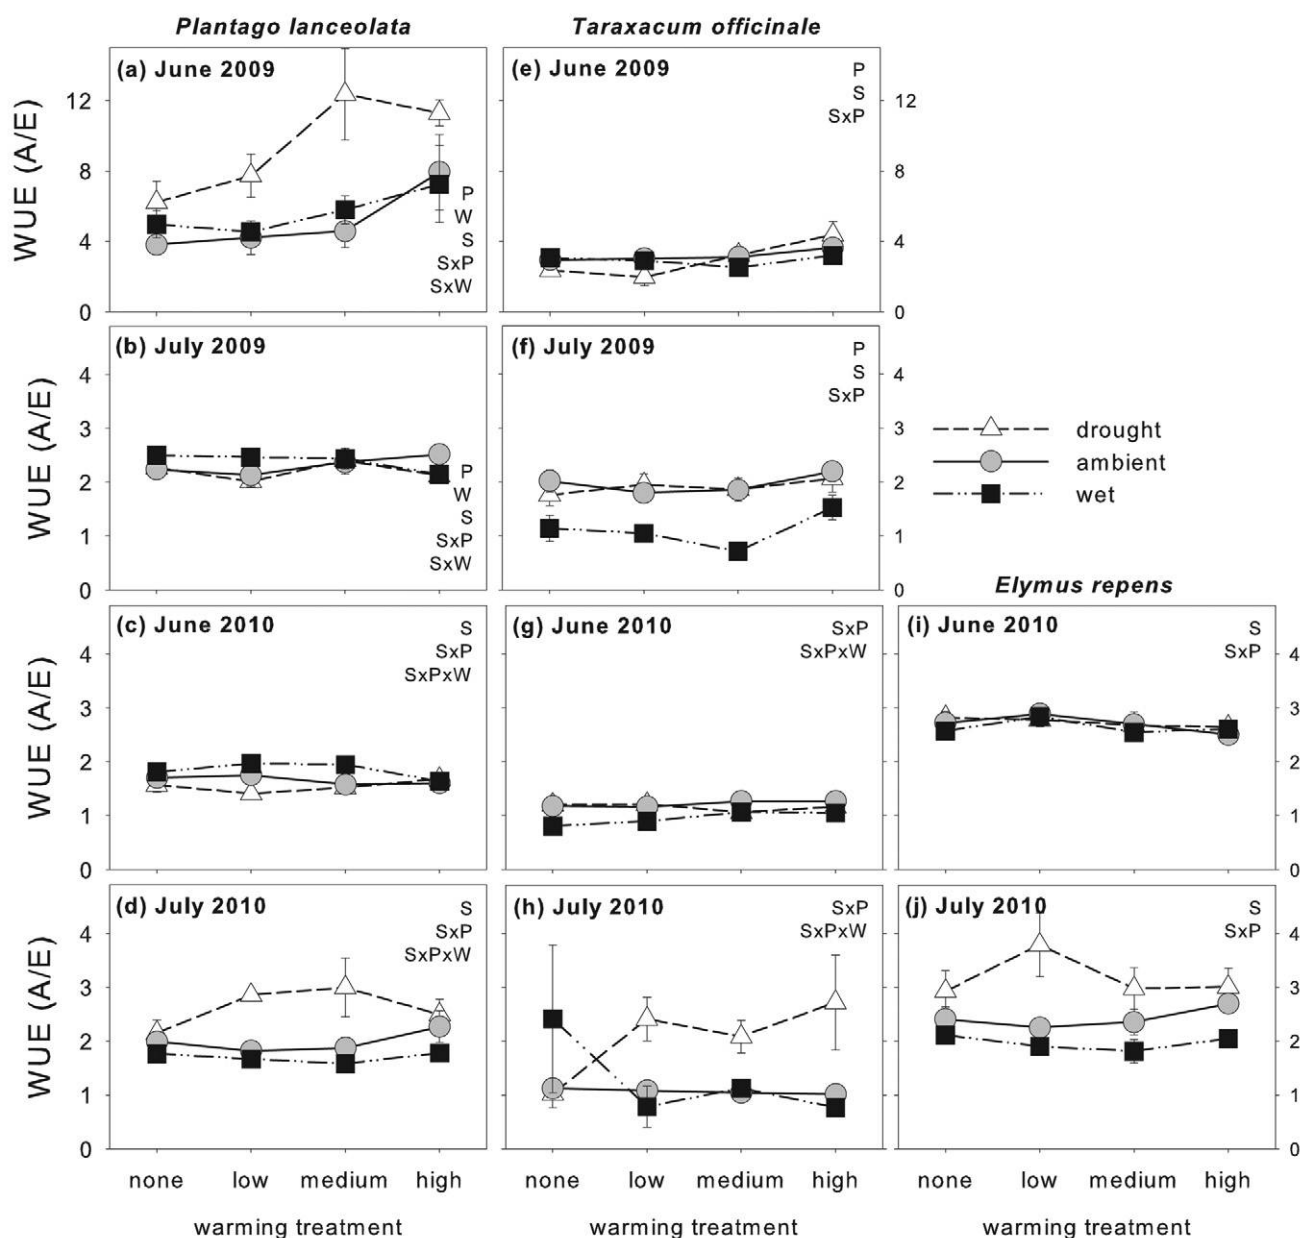 Plantago lanceolata
Taraxacum officinale
(a) June 2009
WUE (A/E)
12
8
4
0
P
W
S
SxP
SxW
(e) June 2009
P
S
SxP
12
8
4
0
(b) July 2009
WUE (A/E)
4
3
2
1
0
P
W
S
SxP
SxW
(f) July 2009
P
S
SxP
4
3
2
1
0
drought
ambient
wet
Elymus repens
(c) June 2010
WUE (A/E)
4
3
2
1
0
S
SxP
SxPxW
(g) June 2010
SxP
SxPxW
(i) June 2010
S
SxP
4
3
2
1
0
(d) July 2010
WUE (A/E)
4
3
2
1
0
S
SxP
SxPxW
(h) July 2010
SxP
SxPxW
(j) July 2010
S
SxP
4
3
2
1
0
none low medium high
none low medium high
none low medium high
warming treatment
warming treatment
warming treatment